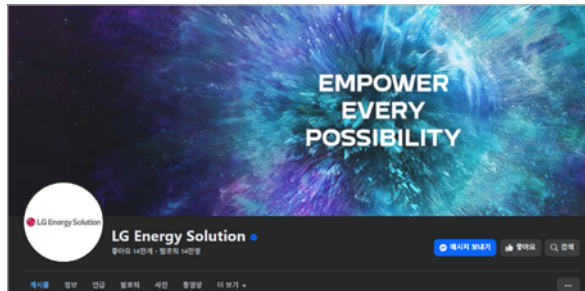 EMPOWER
EVERY
POSSIBILITY
LG Energy Solution
LG Energy Solution
좋아요 14만개 • 팔로워 14만명
메시지 보내기
좋아요
검색
게시물 정보 언급 팔로워 사진 동영상 더 보기